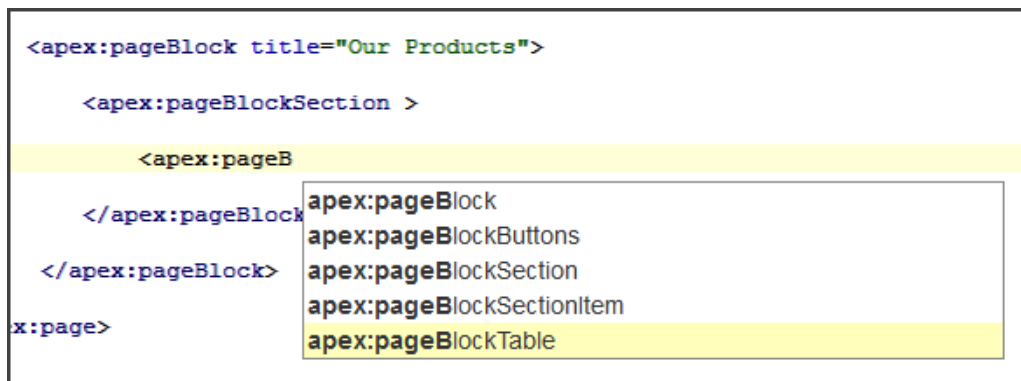 <apex:pageBlock title="Our Products">
<apex:pageBlockSection >
<apex:pageB
apex:pageBlock
</apex:pageBlock
apex:pageBlockButtons
</apex:pageBlock>
apex:pageBlockSection
apex:pageBlockSectionItem
x:page>
apex:pageBlockTable